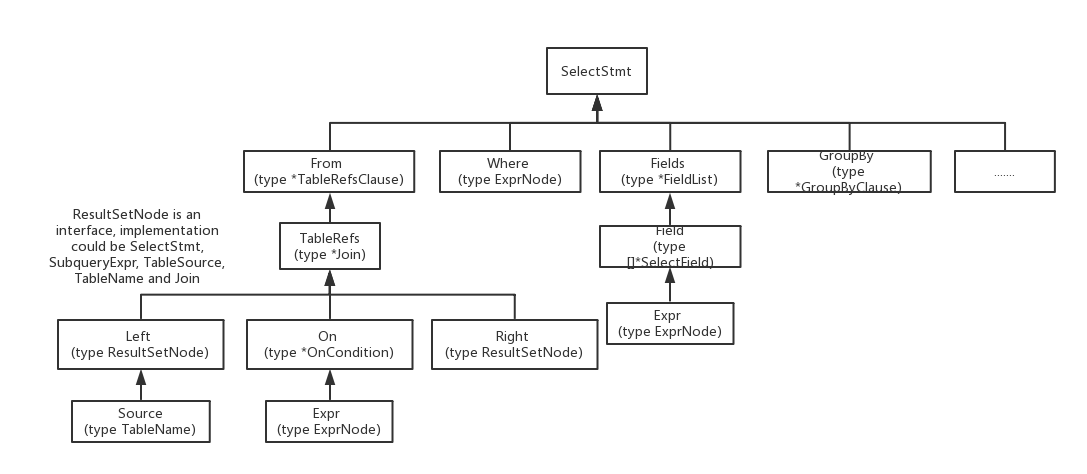 SelectStmt
From
(type *TableRefsClause)
Where
(type ExprNode)
Fields
(type *FieldList)
GroupBy
(type
*GroupByClause)
.......
ResultSetNode is an
interface, implementation
could be SelectStmt,
SubqueryExpr, TableSource,
TableName and Join
TableRefs
(type *Join)
Field
(type
[]*SelectField)
Left
(type ResultSetNode)
On
(type *OnCondition)
Right
(type ResultSetNode)
Expr
(type ExprNode)
Source
(type TableName)
Expr
(type ExprNode)